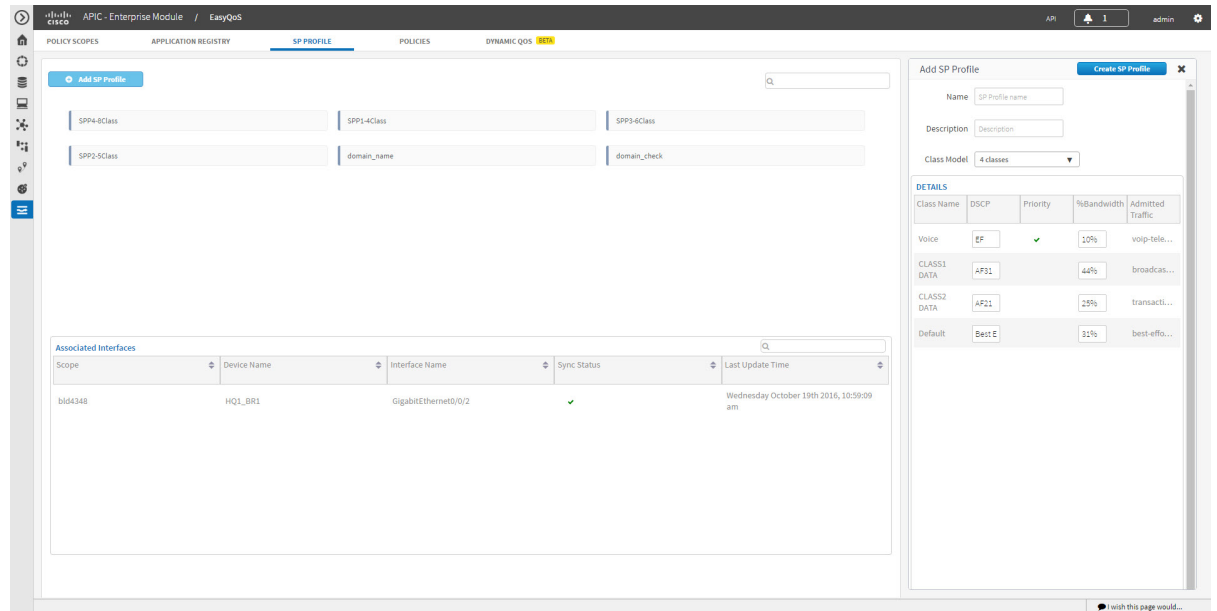 cisco APIC - Enterprise Module / EasyQoS API 1 admin
POLICY SCOPES APPLICATION REGISTRY SP PROFILE POLICIES DYNAMIC QOS BETA
Add SP Profile
SPP4-8Class SPP1-4Class SPP3-6Class
SPP2-5Class domain_name domain_check
Associated Interfaces
Scope Device Name Interface Name Sync Status Last Update Time
bld4348 HQ1_BR1 GigabitEthernet0/0/2 Wednesday October 19th 2016, 10:59:09
am
Add SP Profile Create SP Profile
Name SP Profile name
Description Description
Class Model 4 classes
DETAILS
Class Name DSCP Priority %Bandwidth Admitted
Traffic
Voice EF 10% voip-tele...
CLASS1
DATA AF31 44% broadcas...
CLASS2
DATA AF21 25% transacti...
Default Best E 31% best-effo...
I wish this page would...